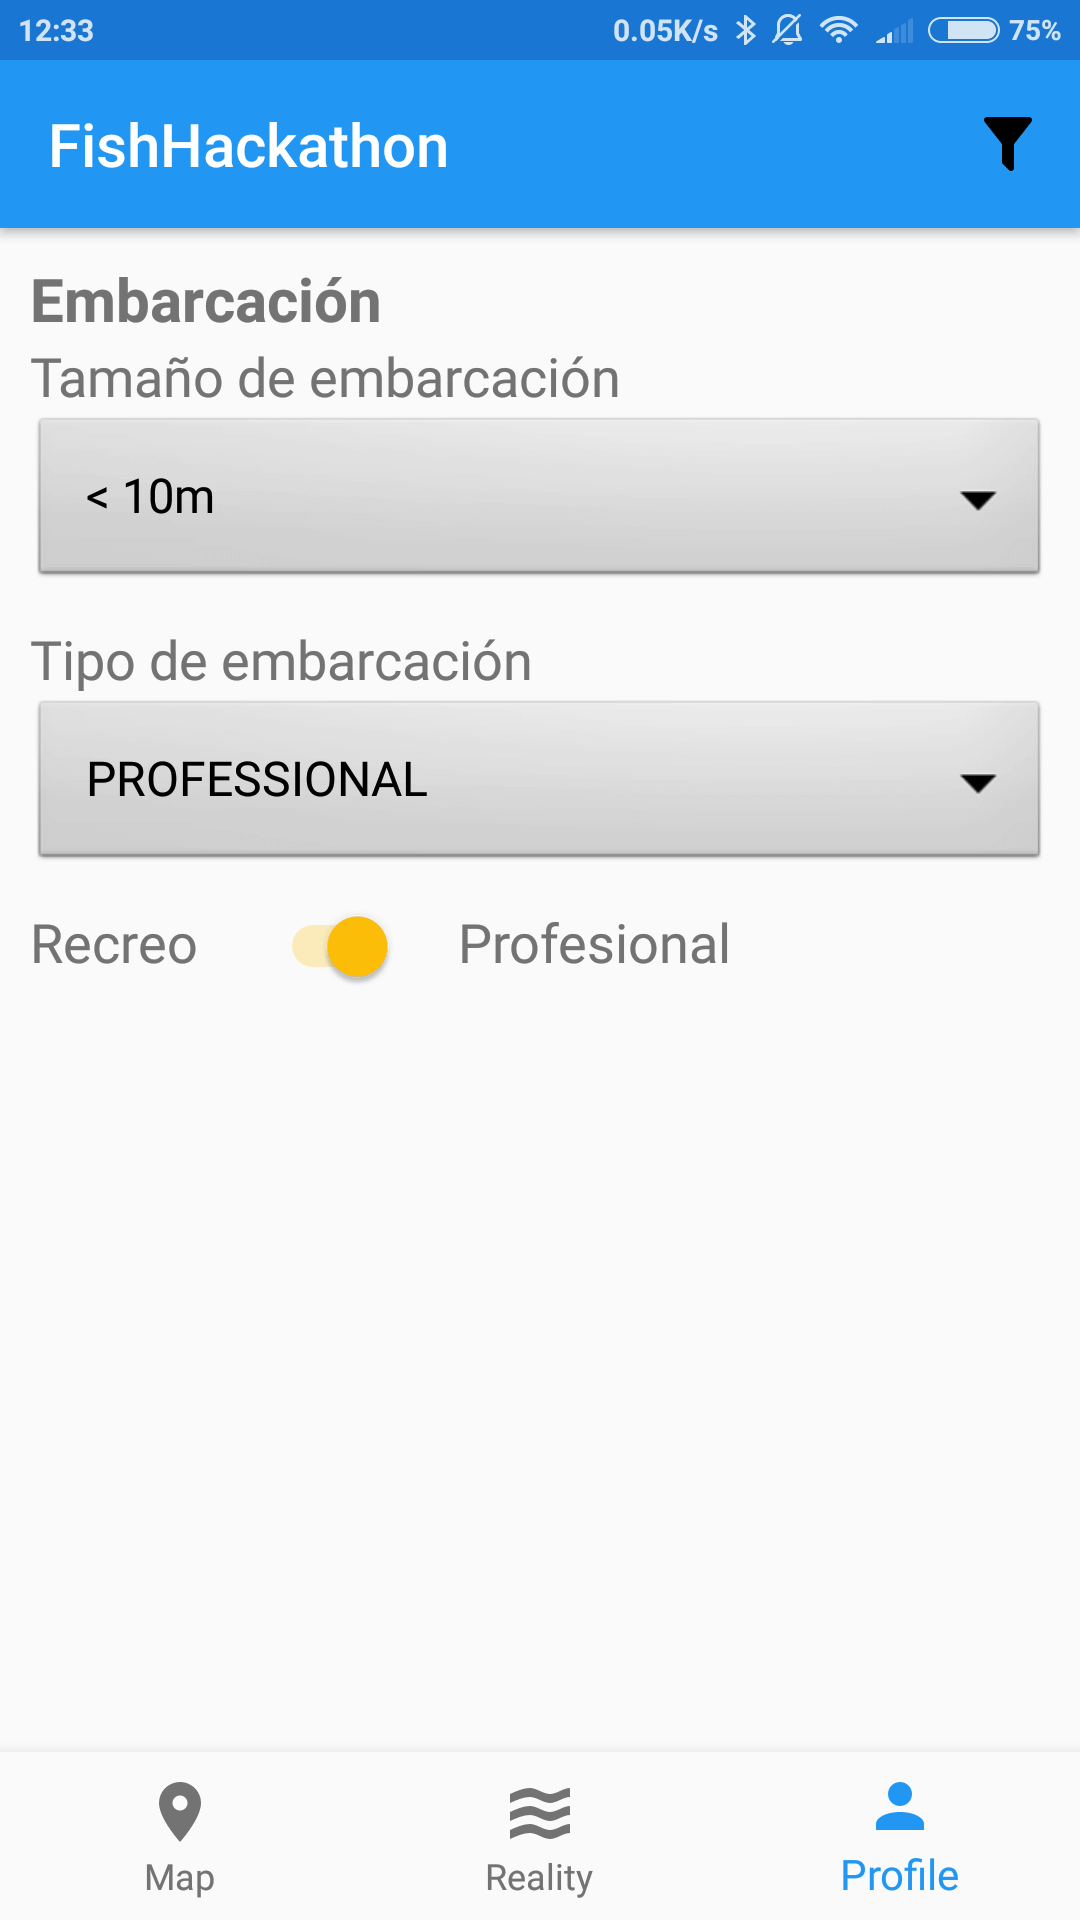 12:33 0.05K/s 75%
FishHackathon
Embarcación
Tamaño de embarcación
< 10m
Tipo de embarcación
PROFESSIONAL
Recreo Profesional
Map Reality Profile